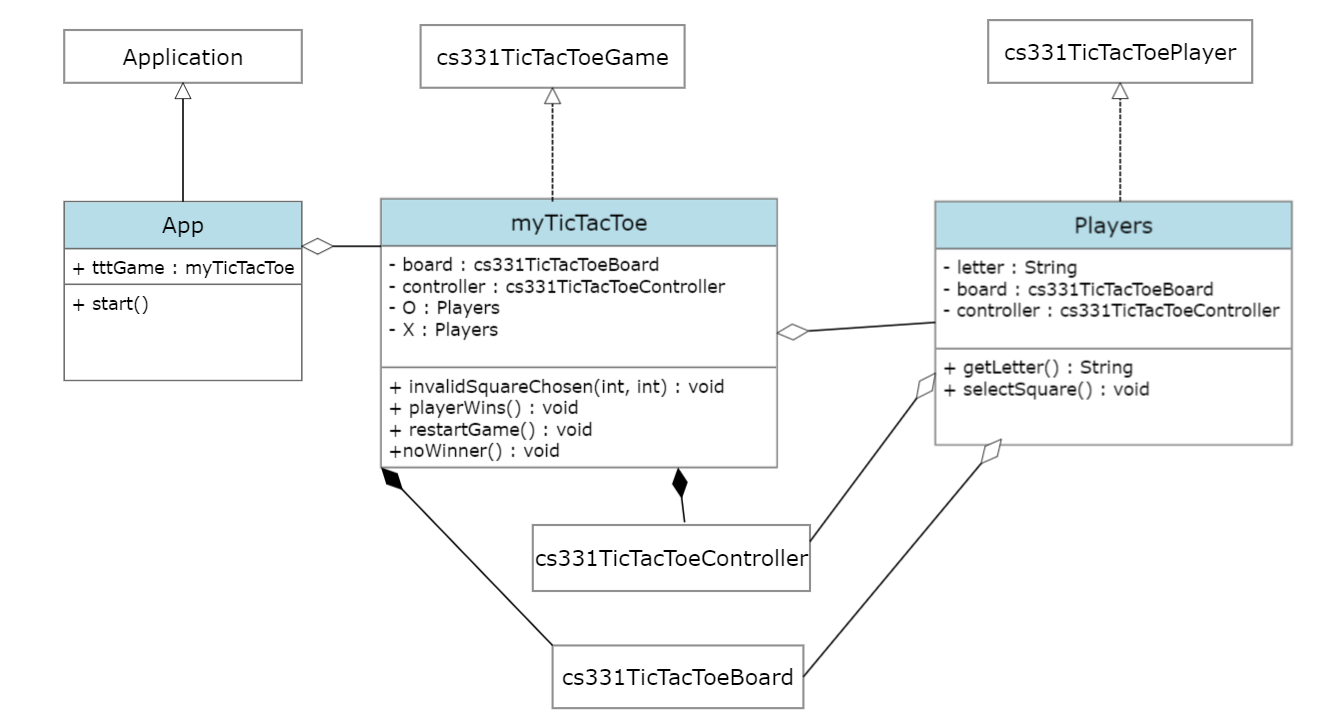 Application
cs331TicTacToeGame
cs331TicTacToePlayer
App
+ tttGame : myTicTacToe
+ start()
myTicTacToe
- board : cs331TicTacToeBoard
- controller : cs331TicTacToeController
- O : Players
- X : Players
+ invalidSquareChosen(int, int) : void
+ playerWins() : void
+ restartGame() : void
+noWinner() : void
Players
- letter : String
- board : cs331TicTacToeBoard
- controller : cs331TicTacToeController
+ getLetter() : String
+ selectSquare() : void
cs331TicTacToeController
cs331TicTacToeBoard